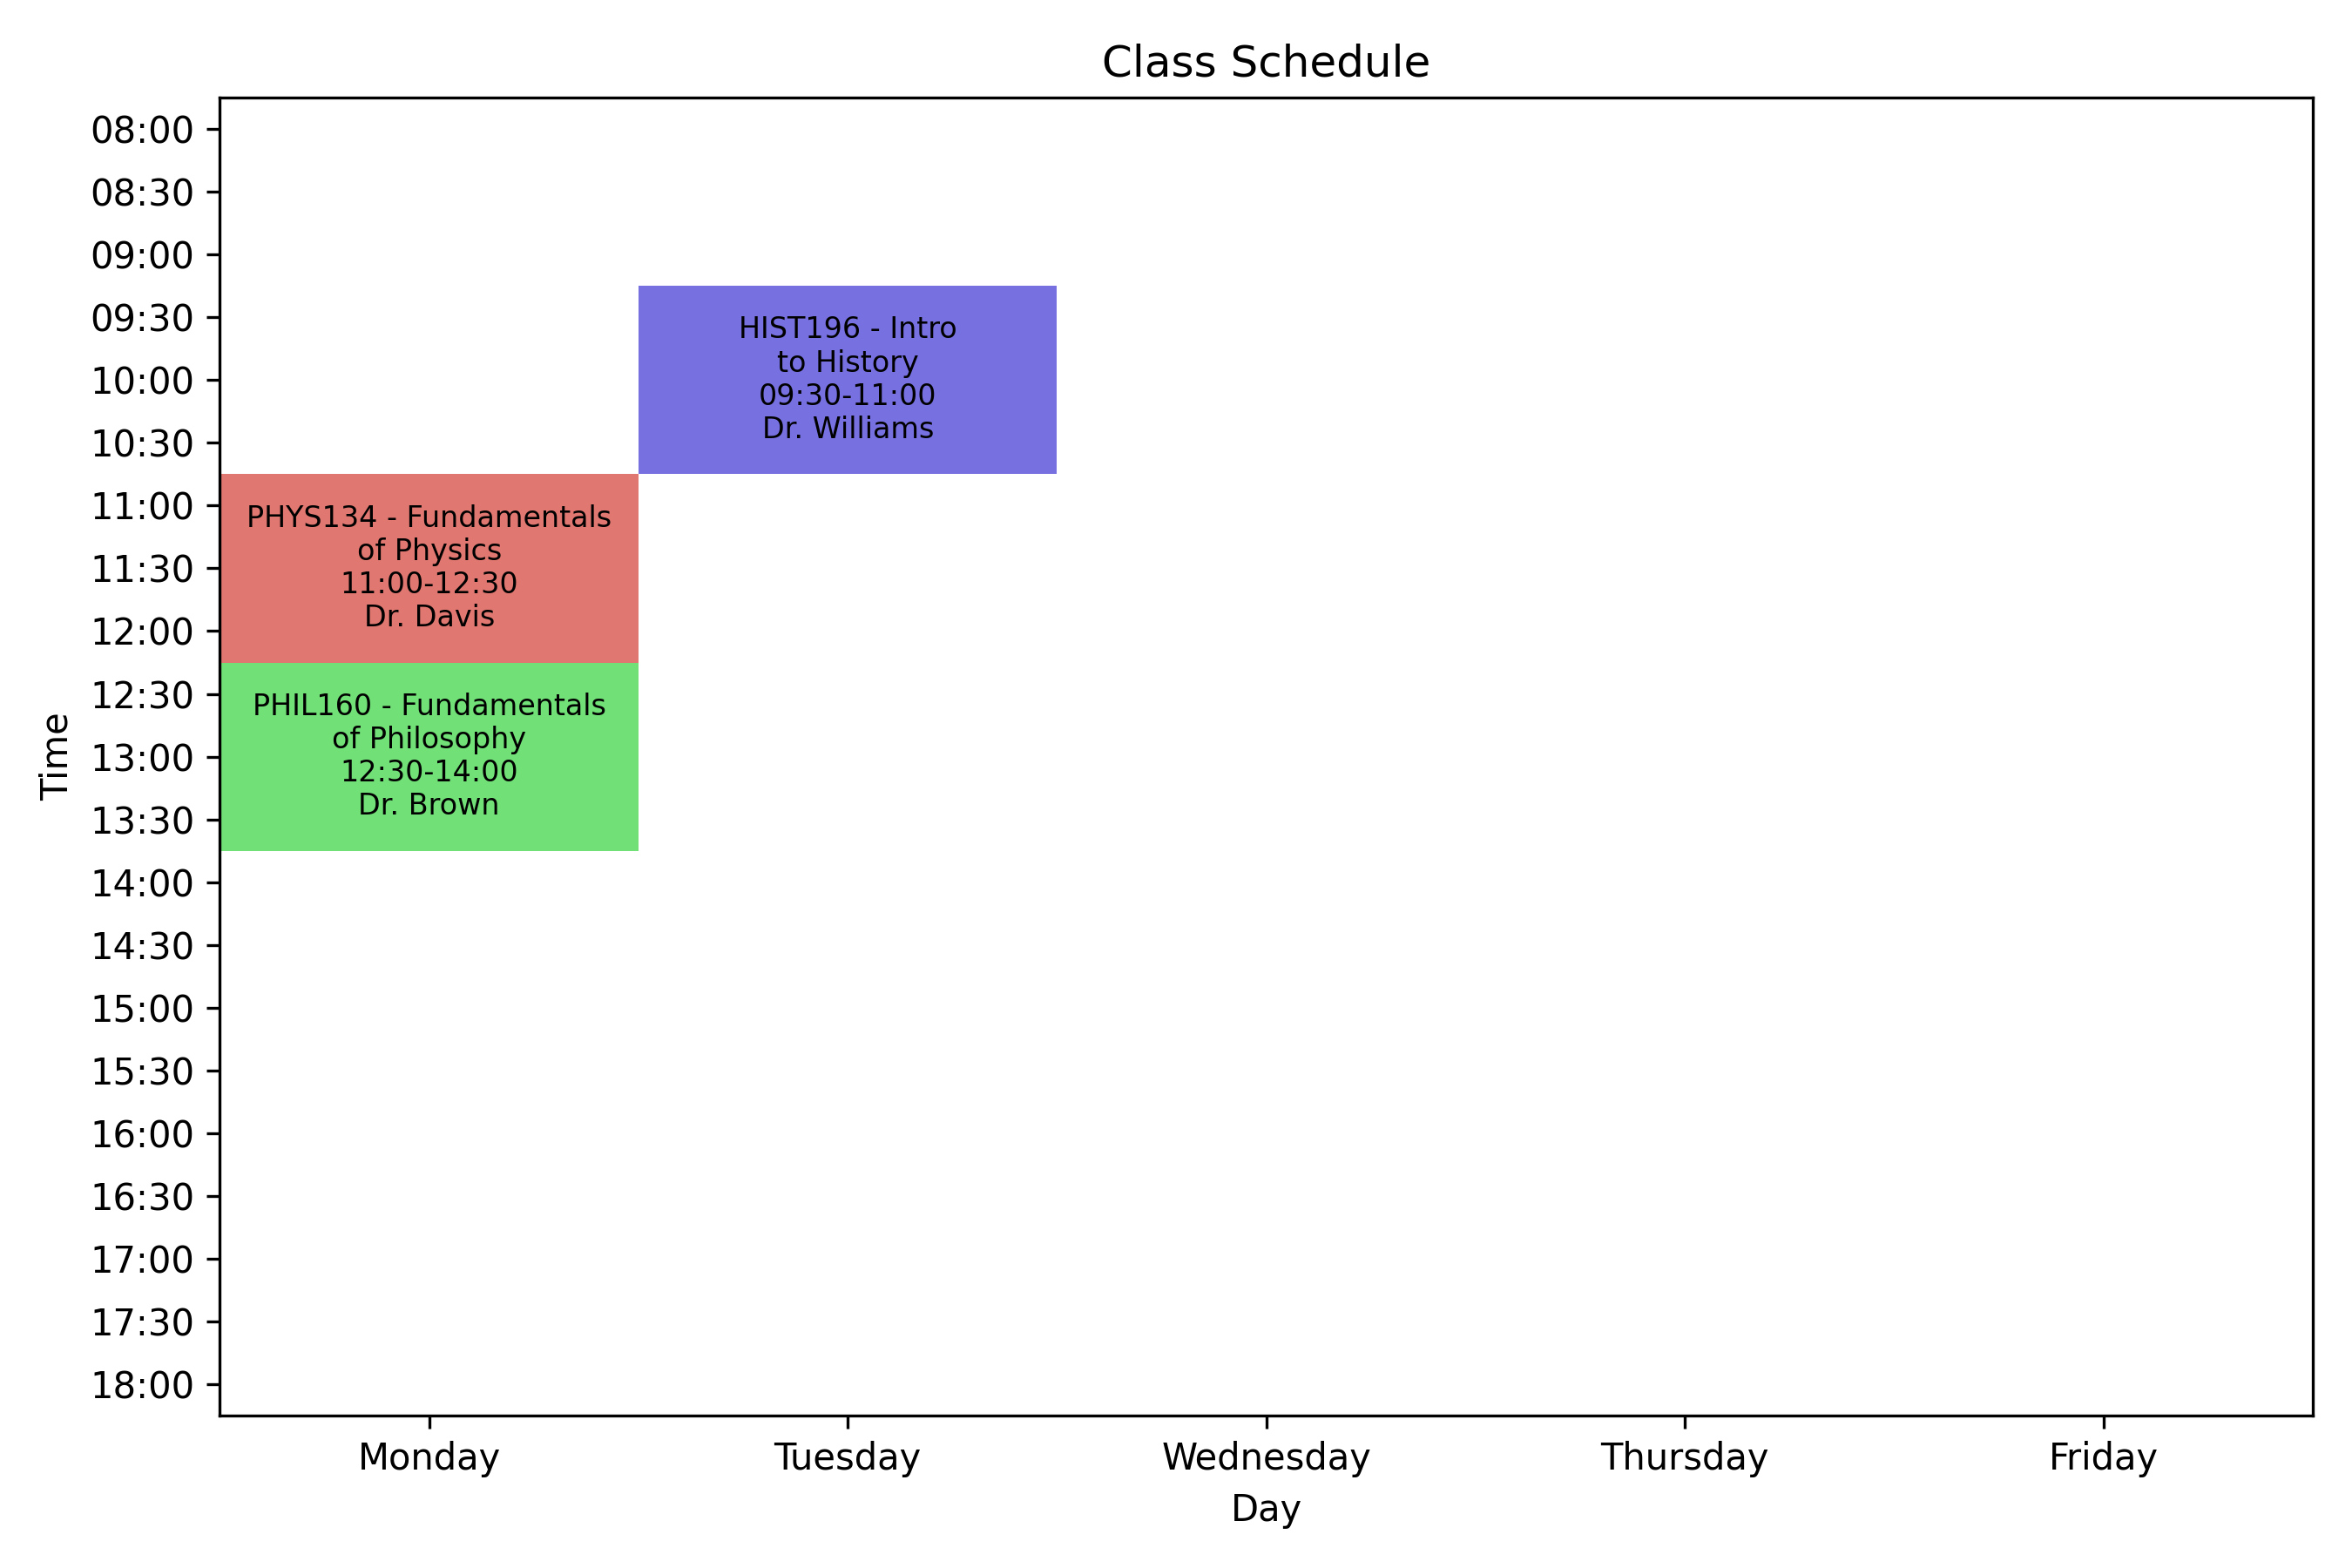 Class Schedule
08:00
08:30
09:00
09:30
10:00
10:30
11:00
11:30
12:00
12:30
13:00
13:30
14:00
14:30
15:00
15:30
16:00
16:30
17:00
17:30
18:00
Time
HIST196 - Intro
to History
09:30-11:00
Dr. Williams
PHYS134 - Fundamentals
of Physics
11:00-12:30
Dr. Davis
PHIL160 - Fundamentals
of Philosophy
12:30-14:00
Dr. Brown
Monday Tuesday Wednesday Thursday Friday
Day